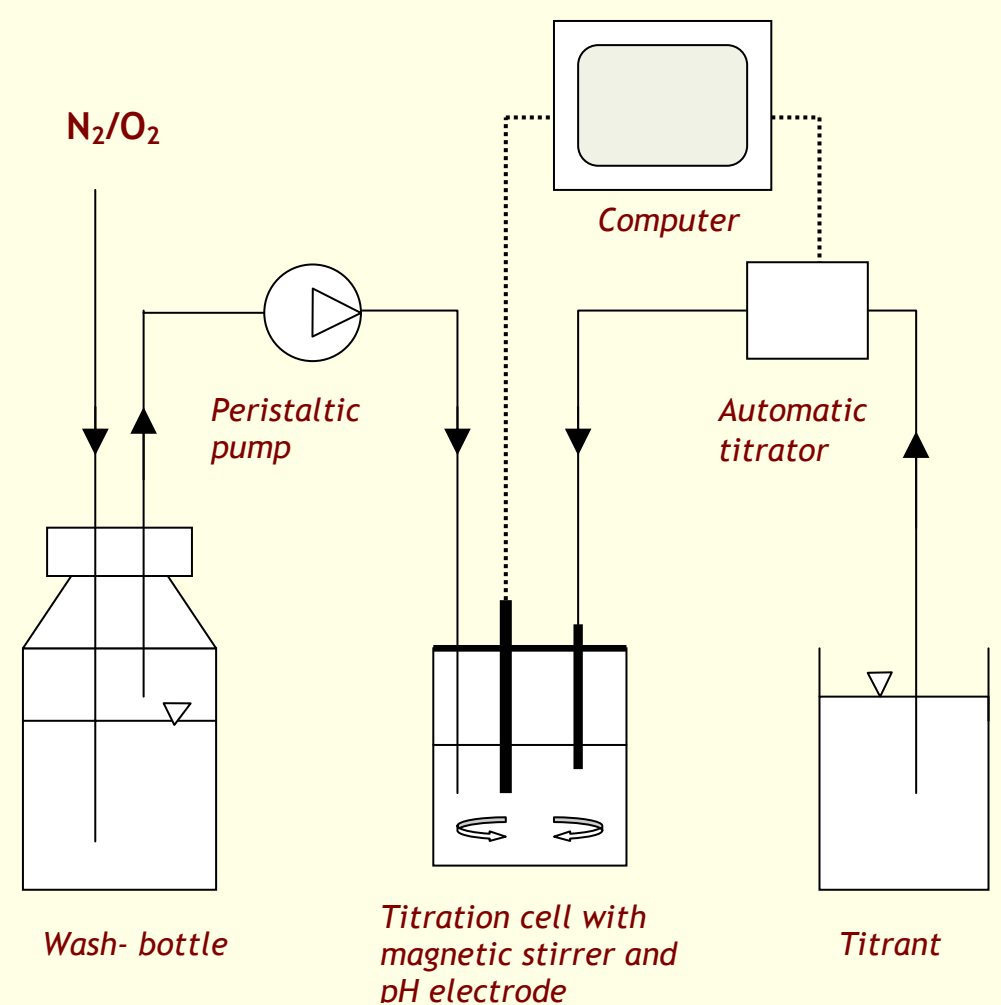 N₂/O₂
Computer
Peristaltic
pump
Automatic
titrator
Wash- bottle
Titration cell with
magnetic stirrer and
pH electrode
Titrant